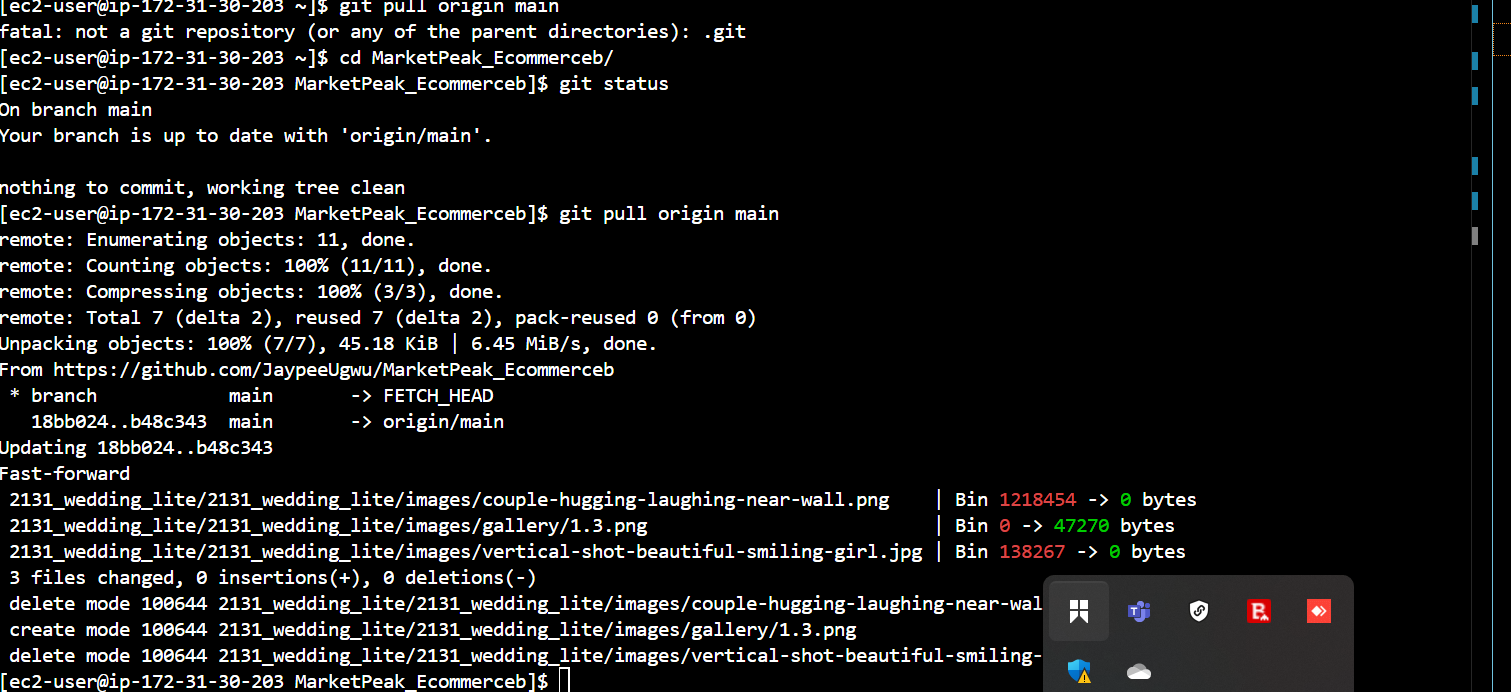 [ec2-user@ip-172-31-30-203 ~]$ git pull origin main
fatal: not a git repository (or any of the parent directories): .git
[ec2-user@ip-172-31-30-203 ~]$ cd MarketPeak_Ecommerceb/
[ec2-user@ip-172-31-30-203 MarketPeak_Ecommerceb]$ git status
On branch main
Your branch is up to date with 'origin/main'.
nothing to commit, working tree clean
[ec2-user@ip-172-31-30-203 MarketPeak_Ecommerceb]$ git pull origin main
remote: Enumerating objects: 11, done.
remote: Counting objects: 100% (11/11), done.
remote: Compressing objects: 100% (3/3), done.
remote: Total 7 (delta 2), reused 7 (delta 2), pack-reused 0 (from 0)
Unpacking objects: 100% (7/7), 45.18 KiB | 6.45 MiB/s, done.
From https://github.com/JaypeeUgwu/MarketPeak_Ecommerceb
 * branch            main       -> FETCH_HEAD
   18bb024..b48c343  main       -> origin/main
Updating 18bb024..b48c343
Fast-forward
 2131_wedding_lite/2131_wedding_lite/images/couple-hugging-laughing-near-wall.png    | Bin 1218454 -> 0 bytes
 2131_wedding_lite/2131_wedding_lite/images/gallery/1.3.png                          | Bin 0 -> 47270 bytes
 2131_wedding_lite/2131_wedding_lite/images/vertical-shot-beautiful-smiling-girl.jpg | Bin 138267 -> 0 bytes
 3 files changed, 0 insertions(+), 0 deletions(-)
 delete mode 100644 2131_wedding_lite/2131_wedding_lite/images/couple-hugging-laughing-near-wal
 create mode 100644 2131_wedding_lite/2131_wedding_lite/images/gallery/1.3.png
 delete mode 100644 2131_wedding_lite/2131_wedding_lite/images/vertical-shot-beautiful-smiling-
[ec2-user@ip-172-31-30-203 MarketPeak_Ecommerceb]$